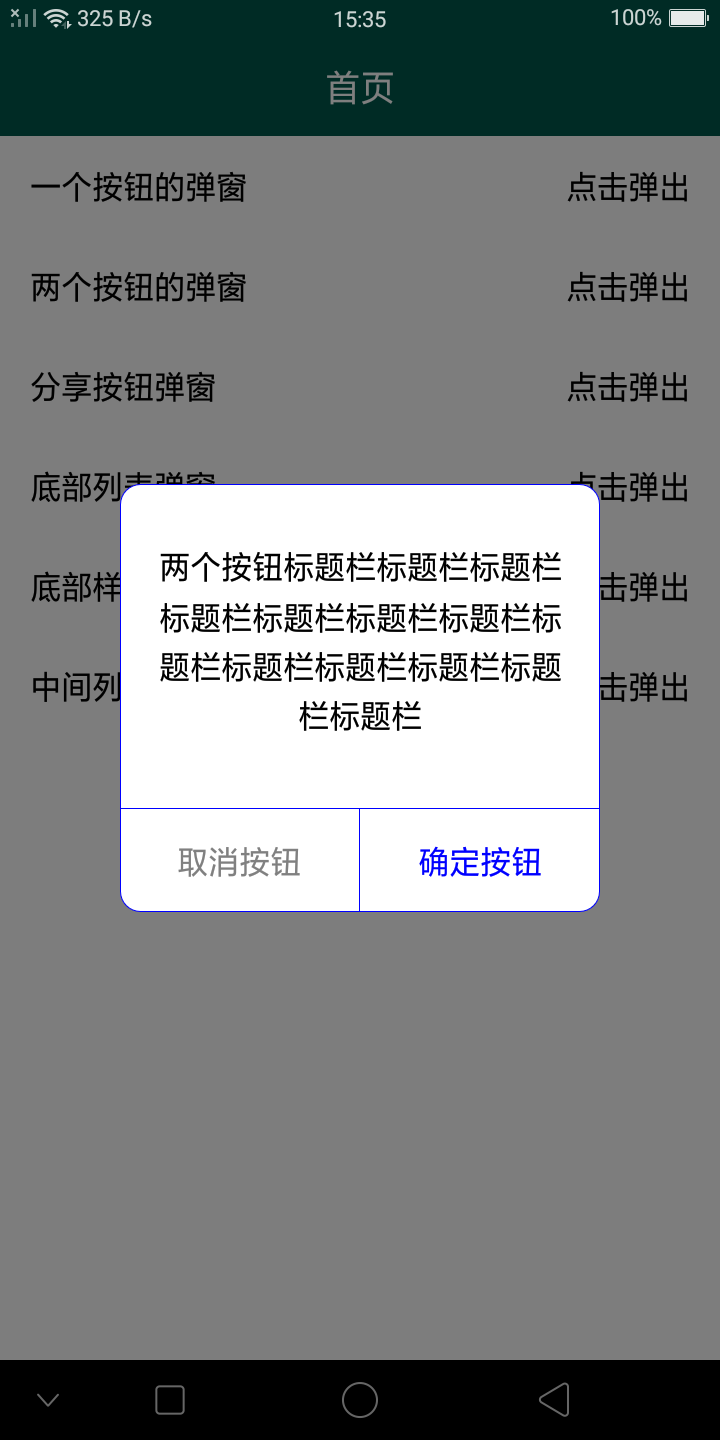 325 B/s 15:35 100%
首页
一个按钮的弹窗 点击弹出
两个按钮的弹窗 点击弹出
分享按钮弹窗 点击弹出
底部列表弹窗 点击弹出
底部样 击弹出
中间列 击弹出
两个按钮标题栏标题栏标题栏
标题栏标题栏标题栏标题栏标
题栏标题栏标题栏标题栏标题
栏标题栏
取消按钮 确定按钮